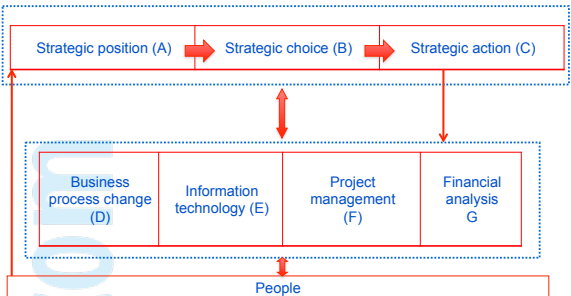 Strategic position (A) Strategic choice (B) Strategic action (C)
Business
process change
(D)
Information
technology (E)
Project
management
(F)
Financial
analysis
G
People